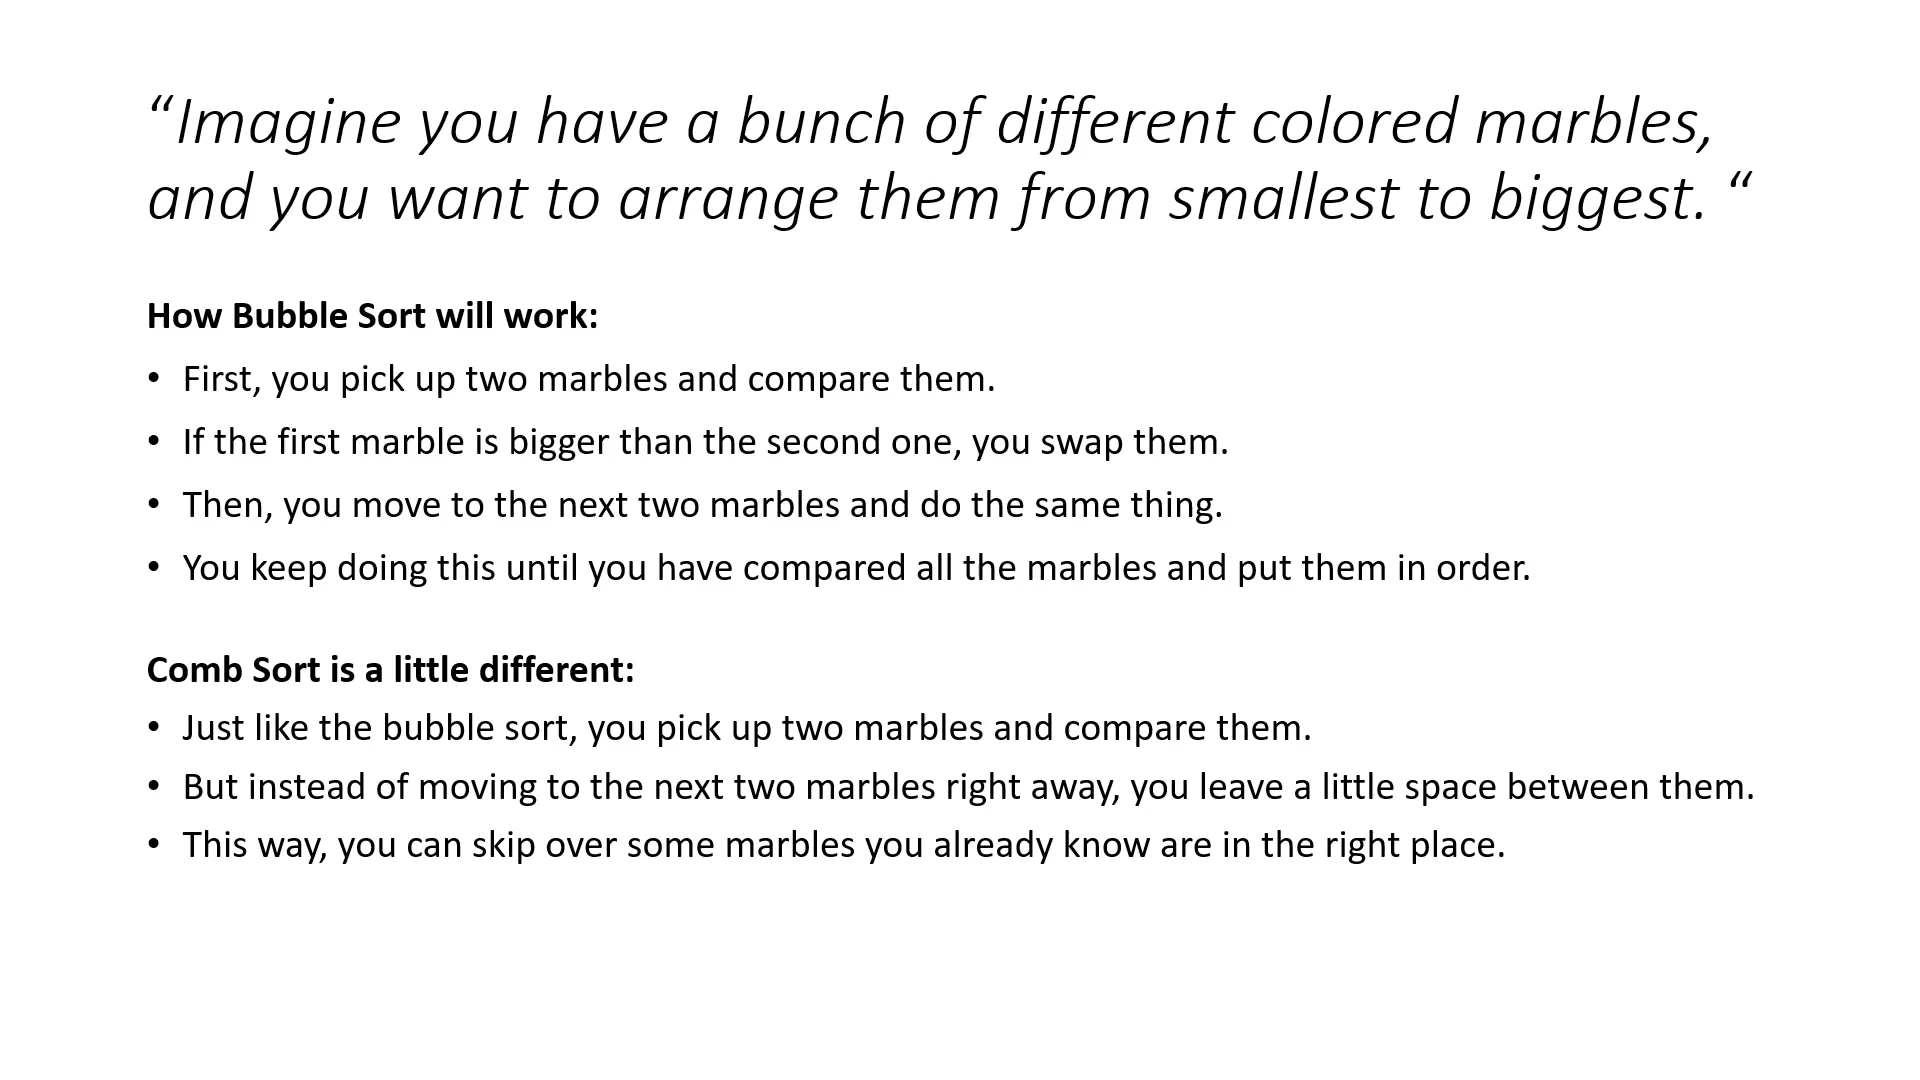 “Imagine you have a bunch of different colored marbles,
and you want to arrange them from smallest to biggest. “
How Bubble Sort will work:
• First, you pick up two marbles and compare them.
• If the first marble is bigger than the second one, you swap them.
• Then, you move to the next two marbles and do the same thing.
• You keep doing this until you have compared all the marbles and put them in order.
Comb Sort is a little different:
• Just like the bubble sort, you pick up two marbles and compare them.
• But instead of moving to the next two marbles right away, you leave a little space between them.
• This way, you can skip over some marbles you already know are in the right place.